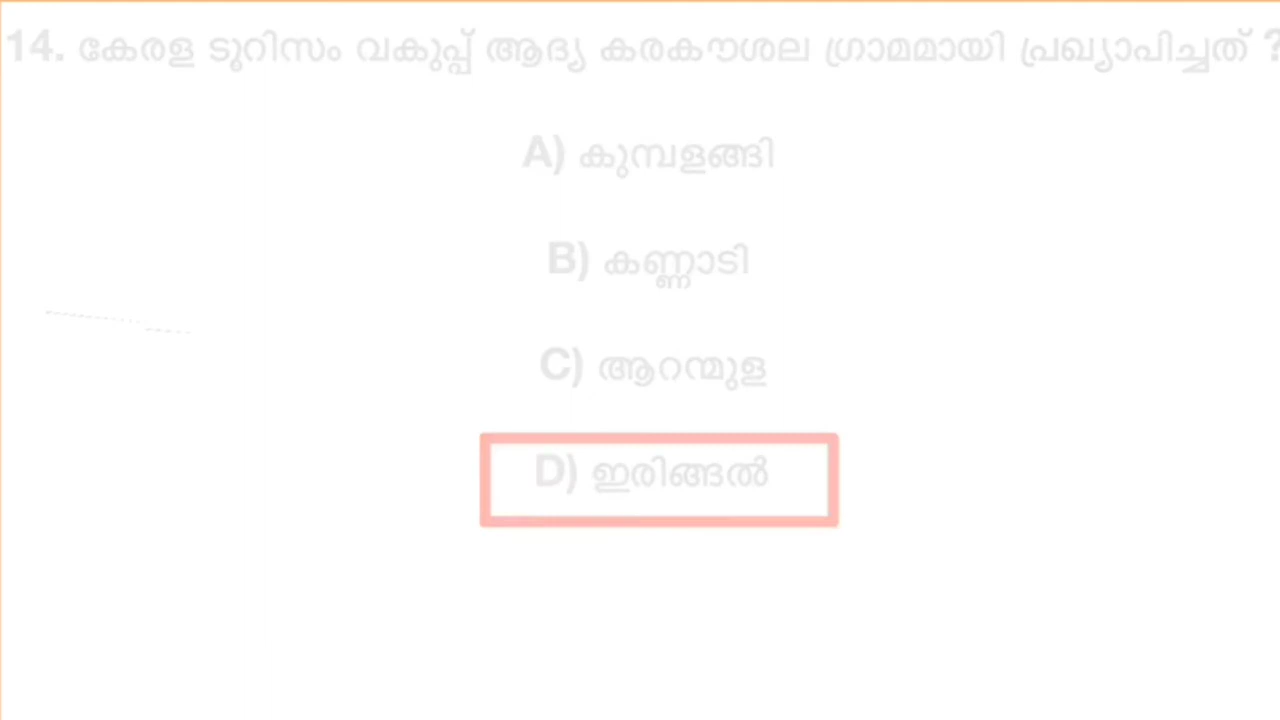 14. കേരള ടൂറിസം വകുപ്പ് ആദ്യ കരകൗശല ഗ്രാമമായി പ്രഖ്യാപിച്ചത് ?
A) കുമ്പളങ്ങി
B) കണ്ണാടി
C) ആറന്മുള
D) ഇരിങ്ങൽ